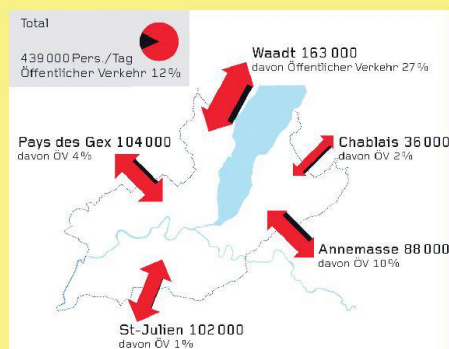 Total
439 000 Pers./Tag
Öffentlicher Verkehr 12%
Waadt 163 000
davon Öffentlicher Verkehr 27%
Pays des Gex 104 000
davon ÖV 4%
Chablais 36 000
davon ÖV 2%
Annemasse 88 000
davon ÖV 10%
St-Julien 102 000
davon ÖV 1%